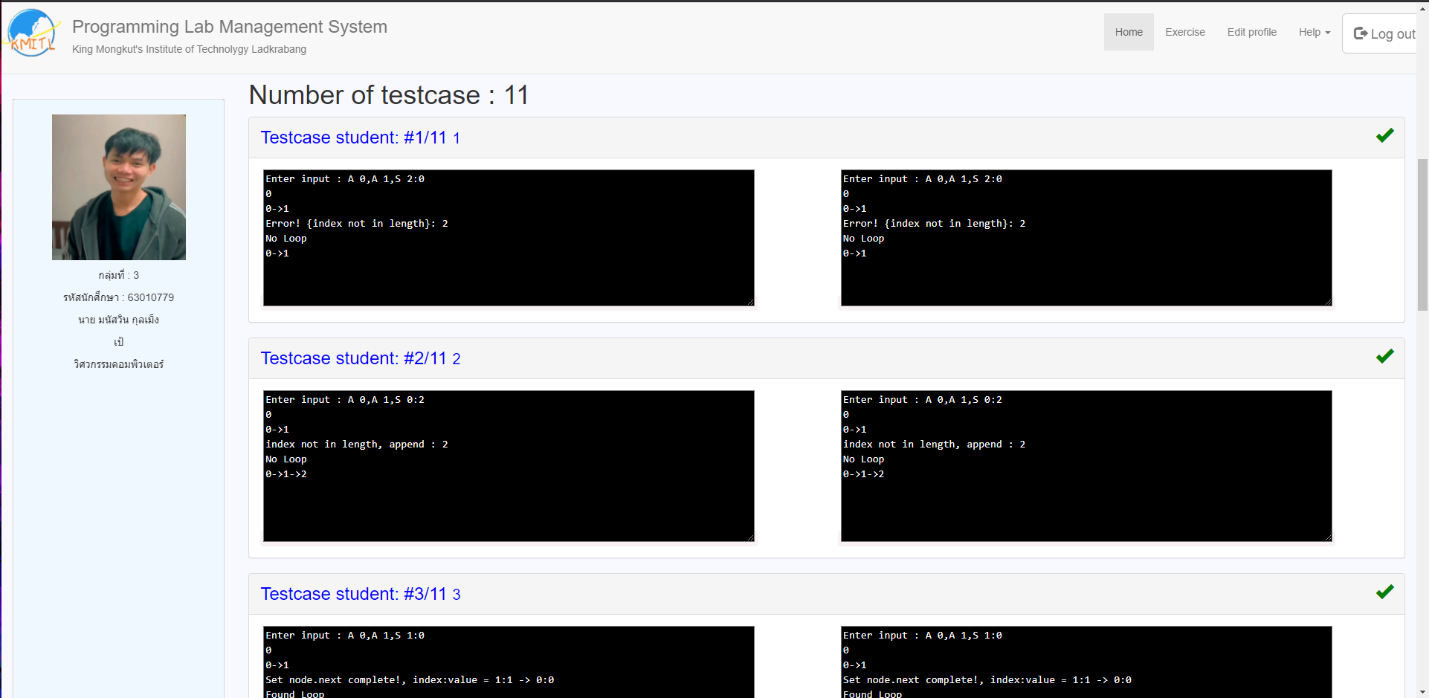 KMITL
Programming Lab Management System
King Mongkut's Institute of Technolygy Ladkrabang
Home
Exercise
Edit profile
Help
Log out
กลุ่มที่ : 3
รหัสนักศึกษา : 63010779
นาย มนัสวิน กุลเม็ง
เป้
วิศวกรรมคอมพิวเตอร์
Number of testcase : 11
Testcase student: #1/11 1
Enter input : A 0,A 1,S 2:0
0
0->1
Error! {index not in length}: 2
No Loop
0->1
Enter input : A 0,A 1,S 2:0
0
0->1
Error! {index not in length}: 2
No Loop
0->1
Testcase student: #2/11 2
Enter input : A 0,A 1,S 0:2
0
0->1
index not in length, append : 2
No Loop
0->1->2
Enter input : A 0,A 1,S 0:2
0
0->1
index not in length, append : 2
No Loop
0->1->2
Testcase student: #3/11 3
Enter input : A 0,A 1,S 1:0
0
0->1
Set node.next complete!, index:value = 1:1 -> 0:0
Found Loop
Enter input : A 0,A 1,S 1:0
0
0->1
Set node.next complete!, index:value = 1:1 -> 0:0
Found Loop